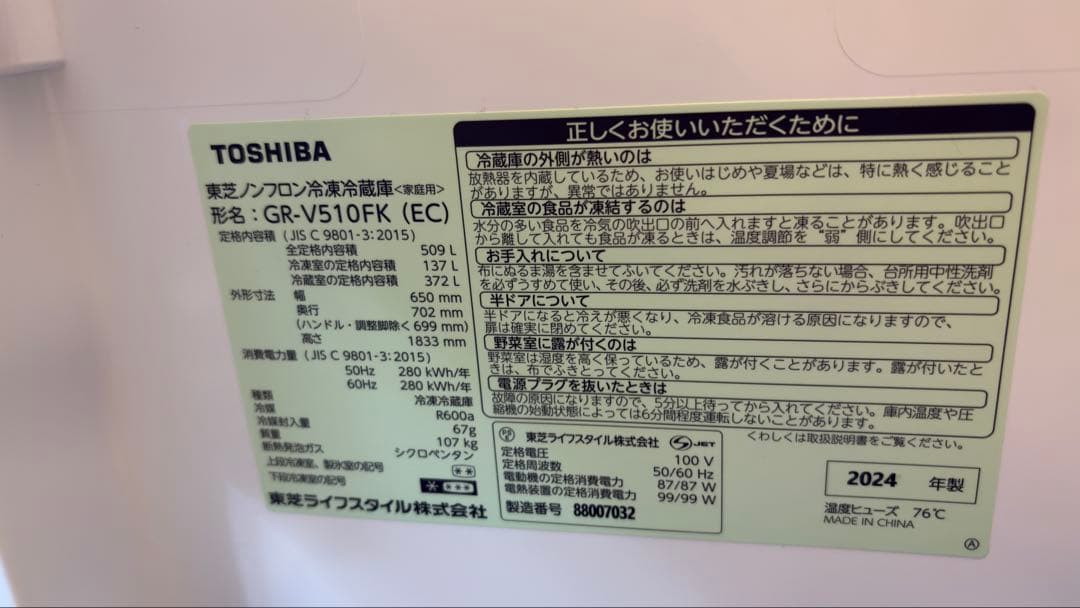 TOSHIBA
東芝ノンフロン冷凍冷蔵庫<家庭用>
形名：GR-V510FK (EC)
定格内容積 (JIS C 9801-3:2015)
全定格内容積 509 L
冷凍室の定格内容積 137 L
冷蔵室の定格内容積 372 L
外形寸法 幅 650 mm
奥行 702 mm
(ハンドル・調整脚除く 699 mm)
高さ 1833 mm
消費電力量 (JIS C 9801-3:2015)
50Hz 280 kWh/年
60Hz 280 kWh/年
種類 冷凍冷蔵庫
冷媒 R600a
冷媒封入量 67g
質量 107 kg
断熱発泡ガス シクロペンタン
上段冷凍室、製氷室の記号 **
下段冷凍室の記号 * ***
東芝ライフスタイル株式会社
正しくお使いいただくために
冷蔵庫の外側が熱いのは
放熱器を内蔵しているため、お使いはじめや夏場などは、特に熱く感じること
がありますが、異常ではありません。
冷蔵室の食品が凍結するのは
水分の多い食品を冷気の吹出口の前へ入れますと凍ることがあります。吹出口
から離して入れても食品が凍るときは、温度調節を“弱”側にしてください。
お手入れについて
布にぬるま湯を含ませてふいてください。汚れが落ちない場合、台所用中性洗剤
を必ずうすめて使い、その後、必ず洗剤を水ぶきし、さらにからぶきしてください。
半ドアについて
半ドアになると冷えが悪くなり、冷凍食品が溶ける原因になりますので、
扉は確実に閉めてください。
野菜室に露が付くのは
野菜室は湿度を高く保っているため、露が付くことがあります。露が付いたと
きは、布でふきとってください。
電源プラグを抜いたときは
故障の原因になりますので、5分以上待ってから入れてください。庫内温度や圧
縮機の始動状態によっては6分間程度運転しないことがあります。
くわしくは取扱説明書をご覧ください。
東芝ライフスタイル株式会社 JET
定格電圧 100 V
定格周波数 50/60 Hz
電動機の定格消費電力 87/87 W
電熱装置の定格消費電力 99/99 W
製造番号 88007032
2024 年製
温度ヒューズ 76℃
MADE IN CHINA
A